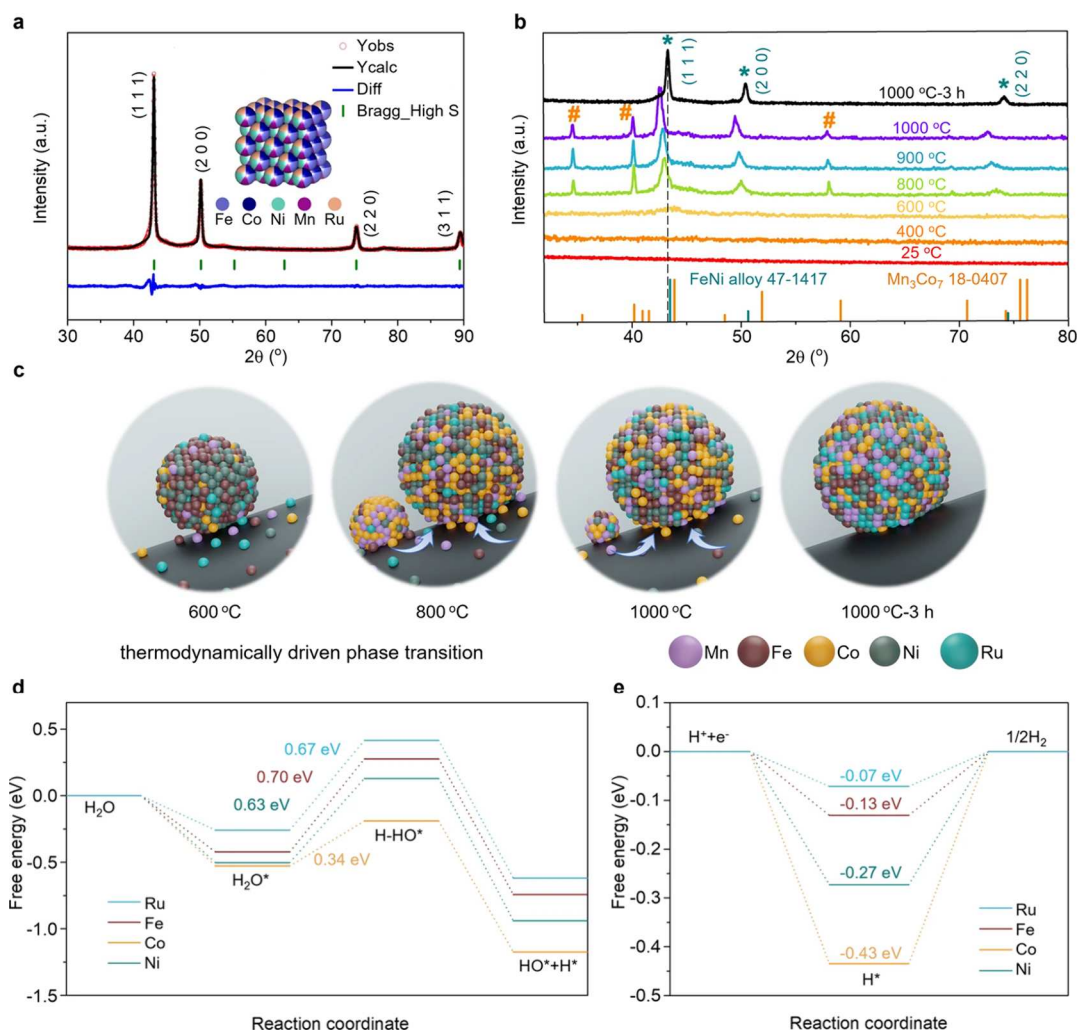 a
Yobs
Ycalc
Diff
Bragg_High S
(1 1 1)
(2 0 0)
(2 2 0)
(3 1 1)
Fe Co Ni Mn Ru
Intensity (a.u.)
30 40 50 60 70 80 90
2θ (°)
b
*
(1 1 1)
*
(2 0 0)
*
(2 2 0)
1000 °C-3 h
# # #
1000 °C
900 °C
800 °C
600 °C
400 °C
25 °C
FeNi alloy 47-1417
Mn₃Co₇ 18-0407
Intensity (a.u.)
40 50 60 70 80
2θ (°)
c
600 °C
800 °C
1000 °C
1000 °C-3 h
thermodynamically driven phase transition
Mn Fe Co Ni Ru
d
0.5
0.0
-0.5
-1.0
-1.5
Free energy (eV)
H₂O
0.67 eV
0.70 eV
0.63 eV
0.34 eV
H₂O*
H-HO*
HO*+H*
Ru
Fe
Co
Ni
Reaction coordinate
e
0.1
0.0
-0.1
-0.2
-0.3
-0.4
-0.5
Free energy (eV)
H⁺+e⁻
1/2H₂
-0.07 eV
-0.13 eV
-0.27 eV
-0.43 eV
H*
Ru
Fe
Co
Ni
Reaction coordinate